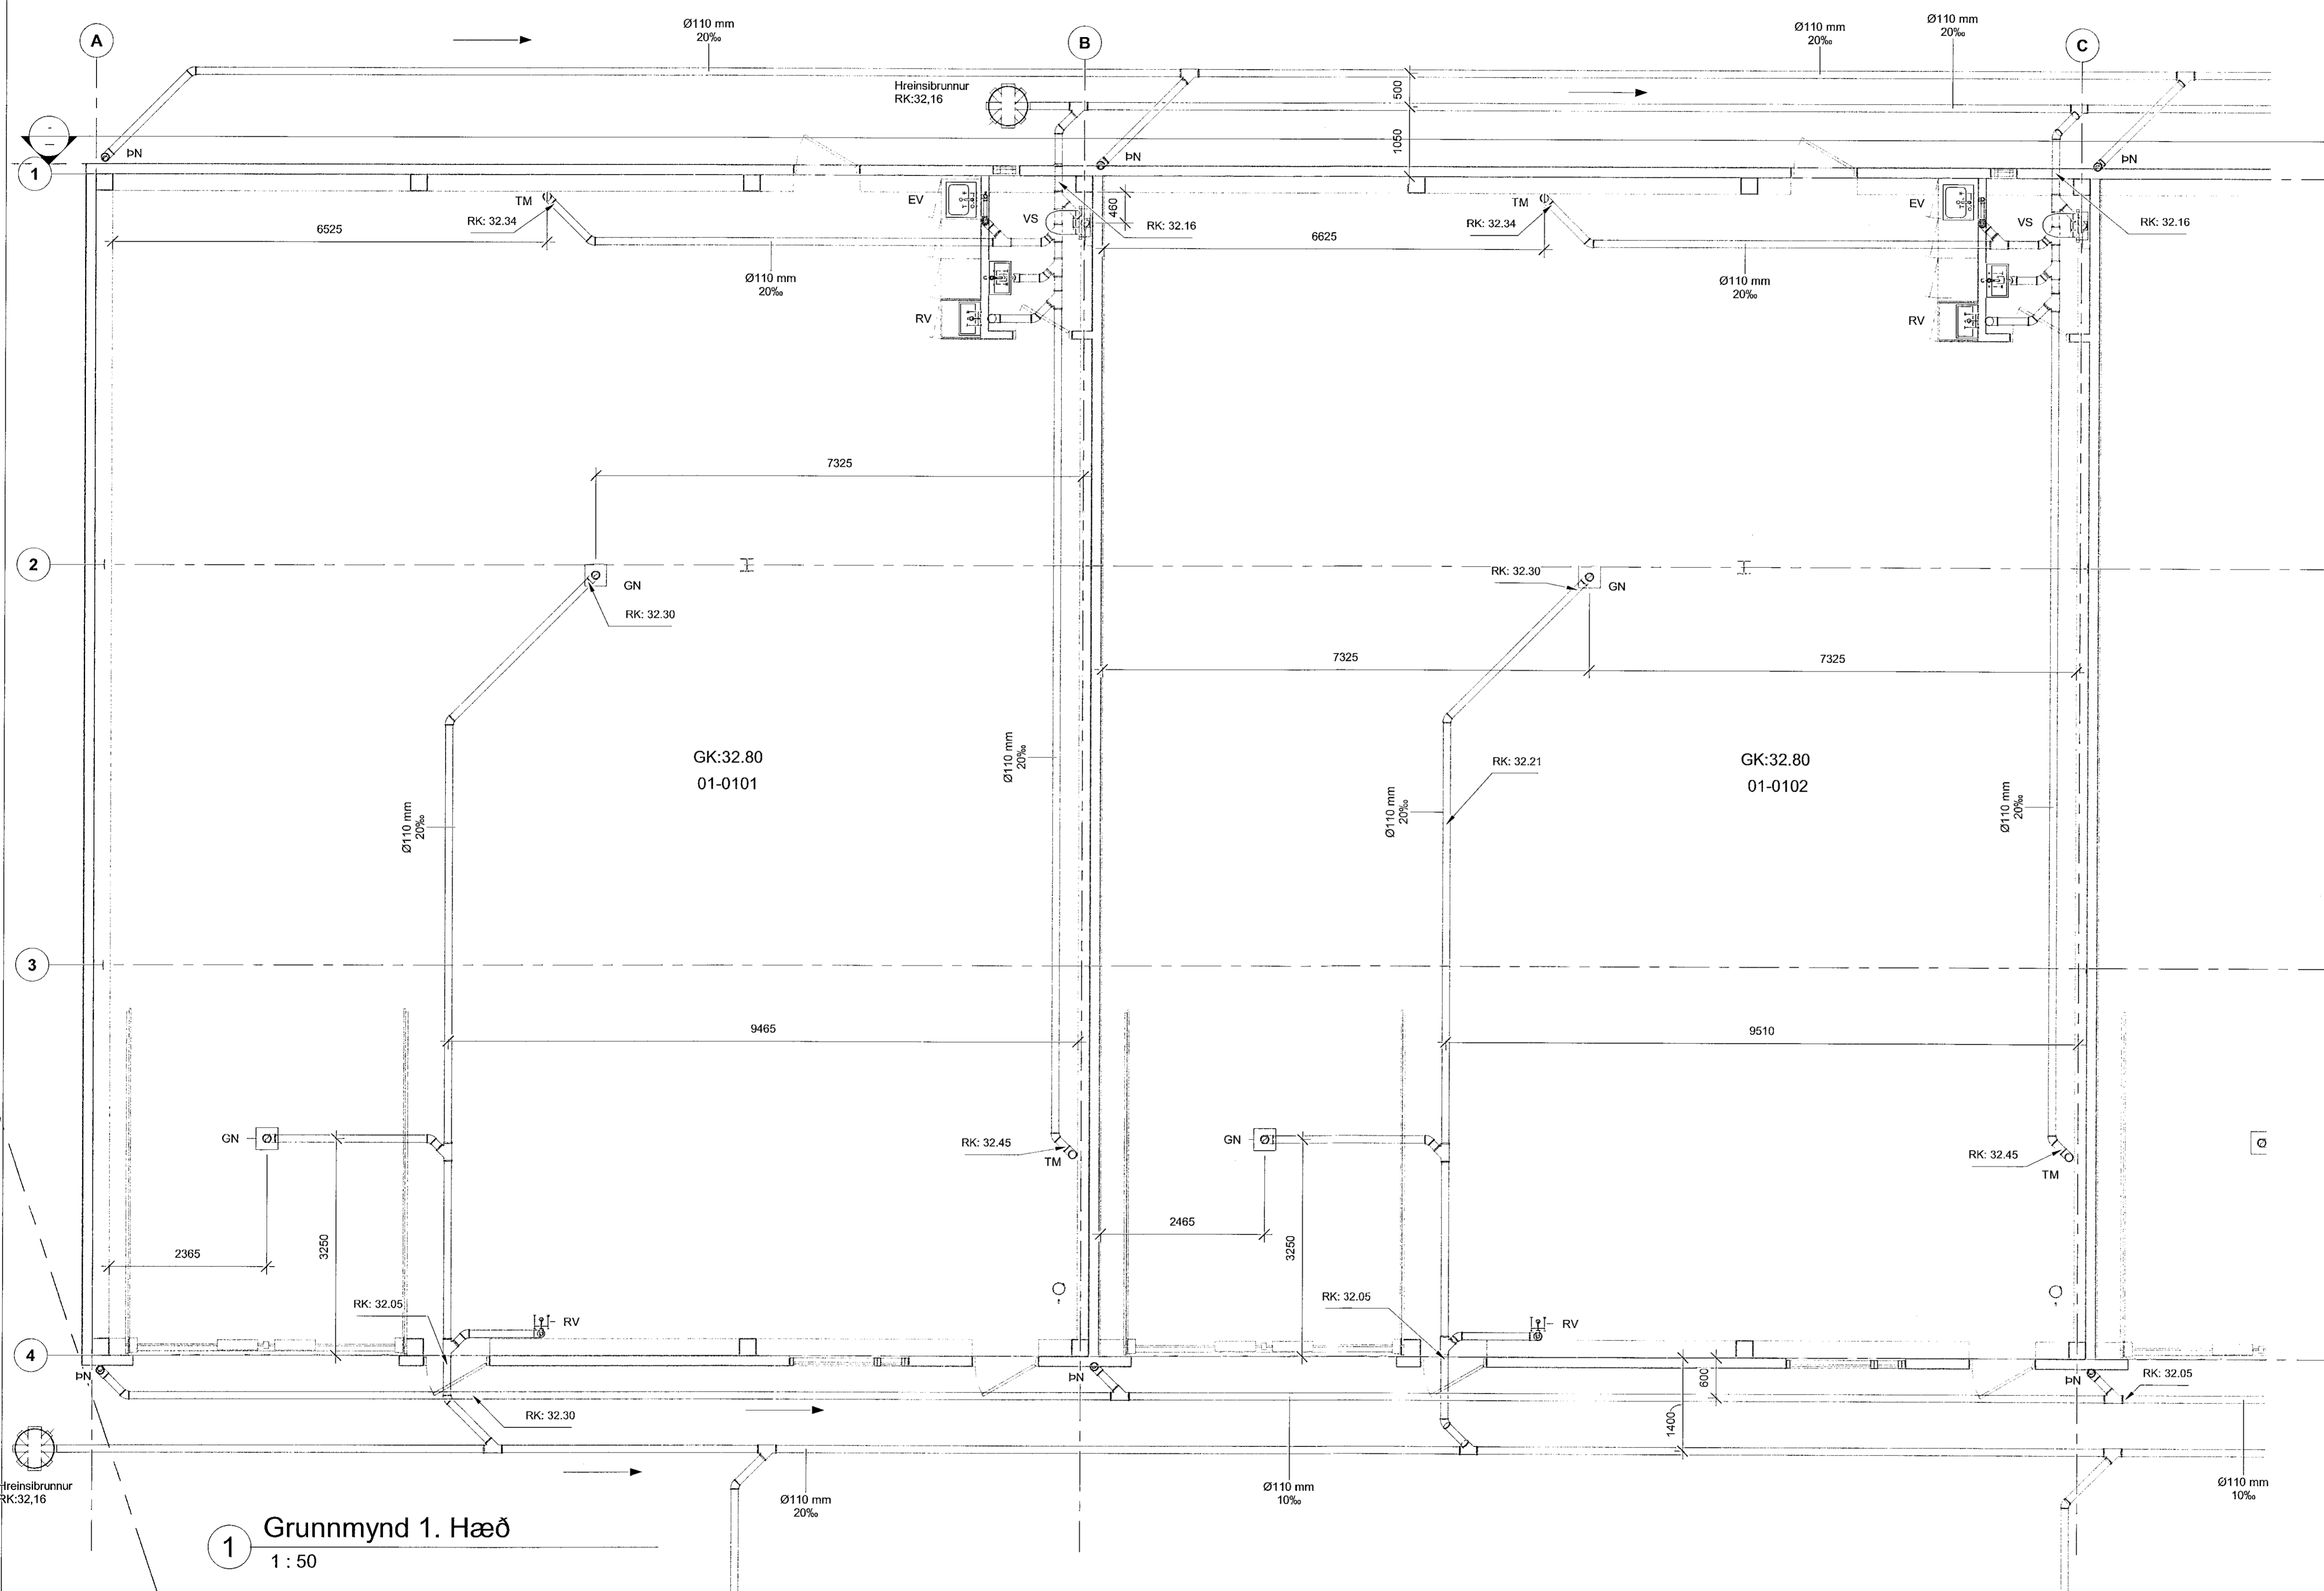 A
B
C
Ø110 mm
20‰
Ø110 mm
20‰
Ø110 mm
20‰
Hreinsibrunnur
RK:32,16
500
1050
-
--
1
ÞN
ÞN
ÞN
TM
RK: 32.34
6525
EV
VS
460
RK: 32.16
TM
RK: 32.34
6625
EV
VS
RK: 32.16
Ø110 mm
20‰
Ø110 mm
20‰
RV
RV
7325
2
GN
RK: 32.30
RK: 32.30
GN
7325
7325
GK:32.80
01-0101
Ø110 mm
20‰
Ø110 mm
20‰
RK: 32.21
GK:32.80
01-0102
Ø110 mm
20‰
Ø110 mm
20‰
3
9465
9510
GN
RK: 32.45
TM
GN
RK: 32.45
TM
2365
3250
2465
3250
RK: 32.05
RV
RK: 32.05
RV
4
ÞN
ÞN
ÞN
600
RK: 32.05
RK: 32.30
1400
Hreinsibrunnur
RK:32,16
Ø110 mm
20‰
Ø110 mm
10‰
Ø110 mm
10‰
1
Grunnmynd 1. Hæð
1 : 50